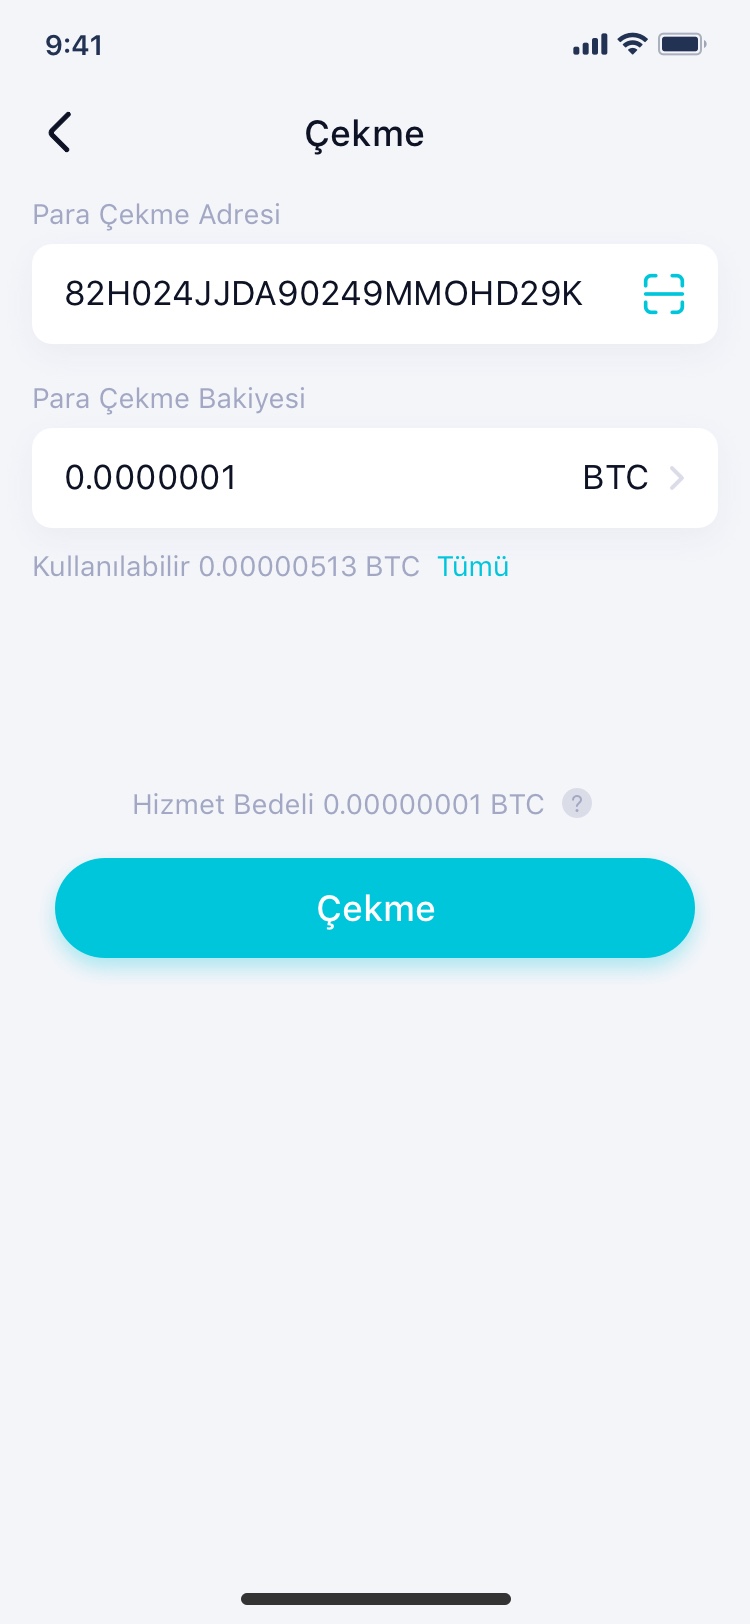 9:41
Çekme
Para Çekme Adresi
82H024JJDA90249MMOHD29K
Para Çekme Bakiyesi
0.0000001 BTC
Kullanılabilir 0.00000513 BTC Tümü
Hizmet Bedeli 0.00000001 BTC ?
Çekme